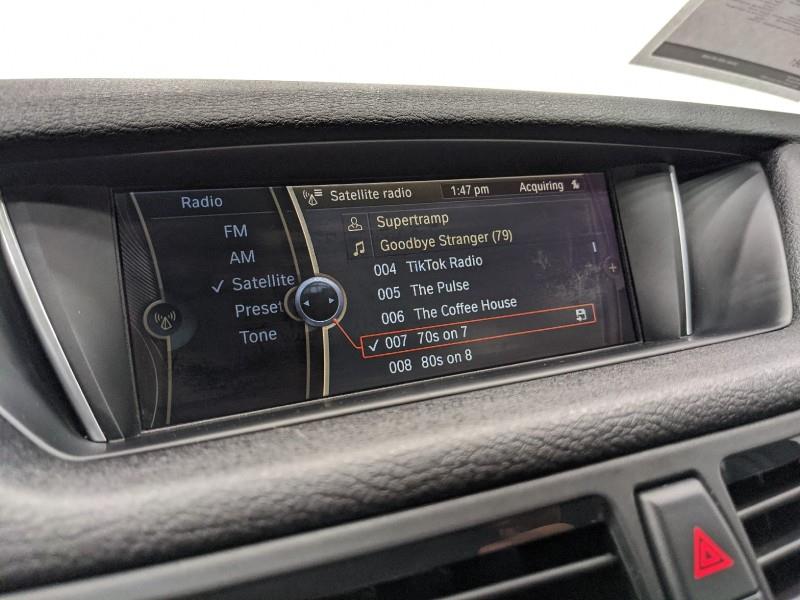 Radio
FM
AM
✓ Satellite
Preset
Tone
Satellite radio 1:47 pm Acquiring
Supertramp
Goodbye Stranger (79)
004 TikTok Radio
005 The Pulse
006 The Coffee House
✓ 007 70s on 7
008 80s on 8